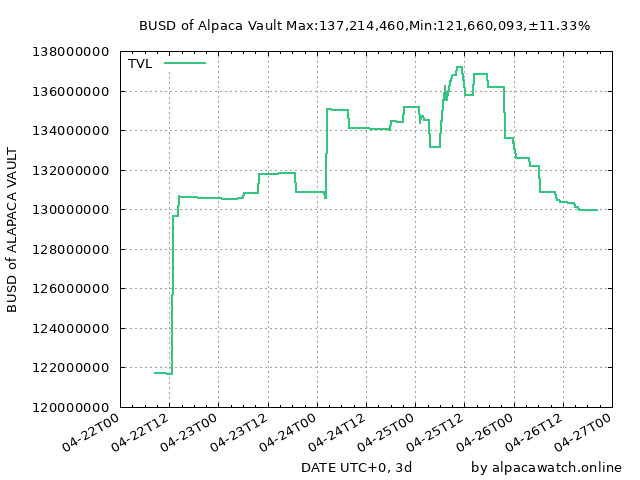 BUSD of Alpaca Vault Max:137,214,460,Min:121,660,093,±11.33%
TVL
138000000
136000000
134000000
132000000
130000000
128000000
126000000
124000000
122000000
120000000
BUSD of ALAPACA VAULT
04-22T00
04-22T12
04-23T00
04-23T12
04-24T00
04-24T12
04-25T00
04-25T12
04-26T00
04-26T12
04-27T00
DATE UTC+0, 3d
by alpacawatch.online